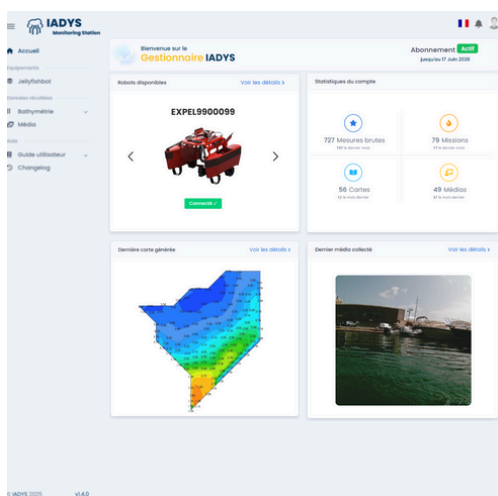 IADYS
Monitoring Station
Accueil
Equipements
Jellyfishbot
Données récoltées
Bathymétrie
Média
Aide
Guide utilisateur
Changelog
Bienvenue sur le
Gestionnaire IADYS
Abonnement Actif
jusqu'au 17 Juin 2026
Robots disponibles
Voir les détails >
EXPEL9900099
Connecté ✓
Statistiques du compte
727 Mesures brutes
79 Missions
56 Cartes
49 Médias
Dernière carte générée
Voir les détails >
Dernier média collecté
Voir les détails >
© IADYS 2025
v1.4.0